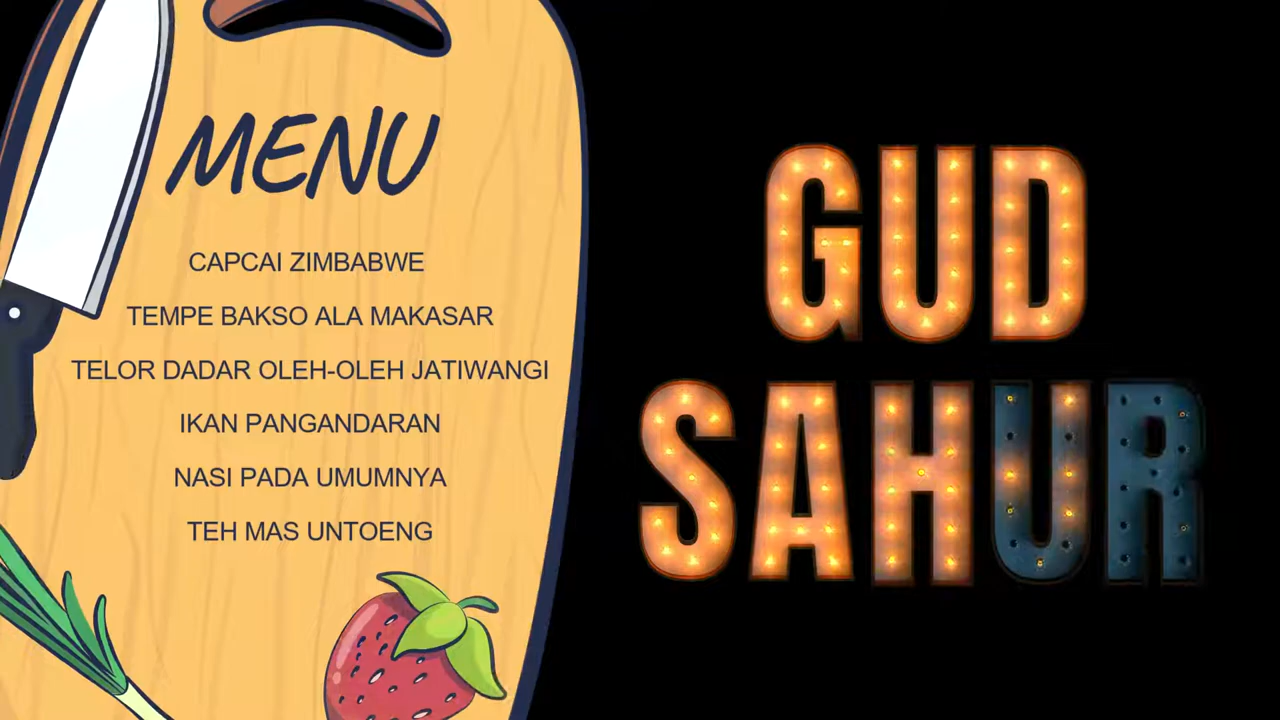 MENU
CAPCAI ZIMBABWE
TEMPE BAKSO ALA MAKASAR
TELOR DADAR OLEH-OLEH JATIWANGI
IKAN PANGANDARAN
NASI PADA UMUMNYA
TEH MAS UNTOENG
GUD
SAHUR